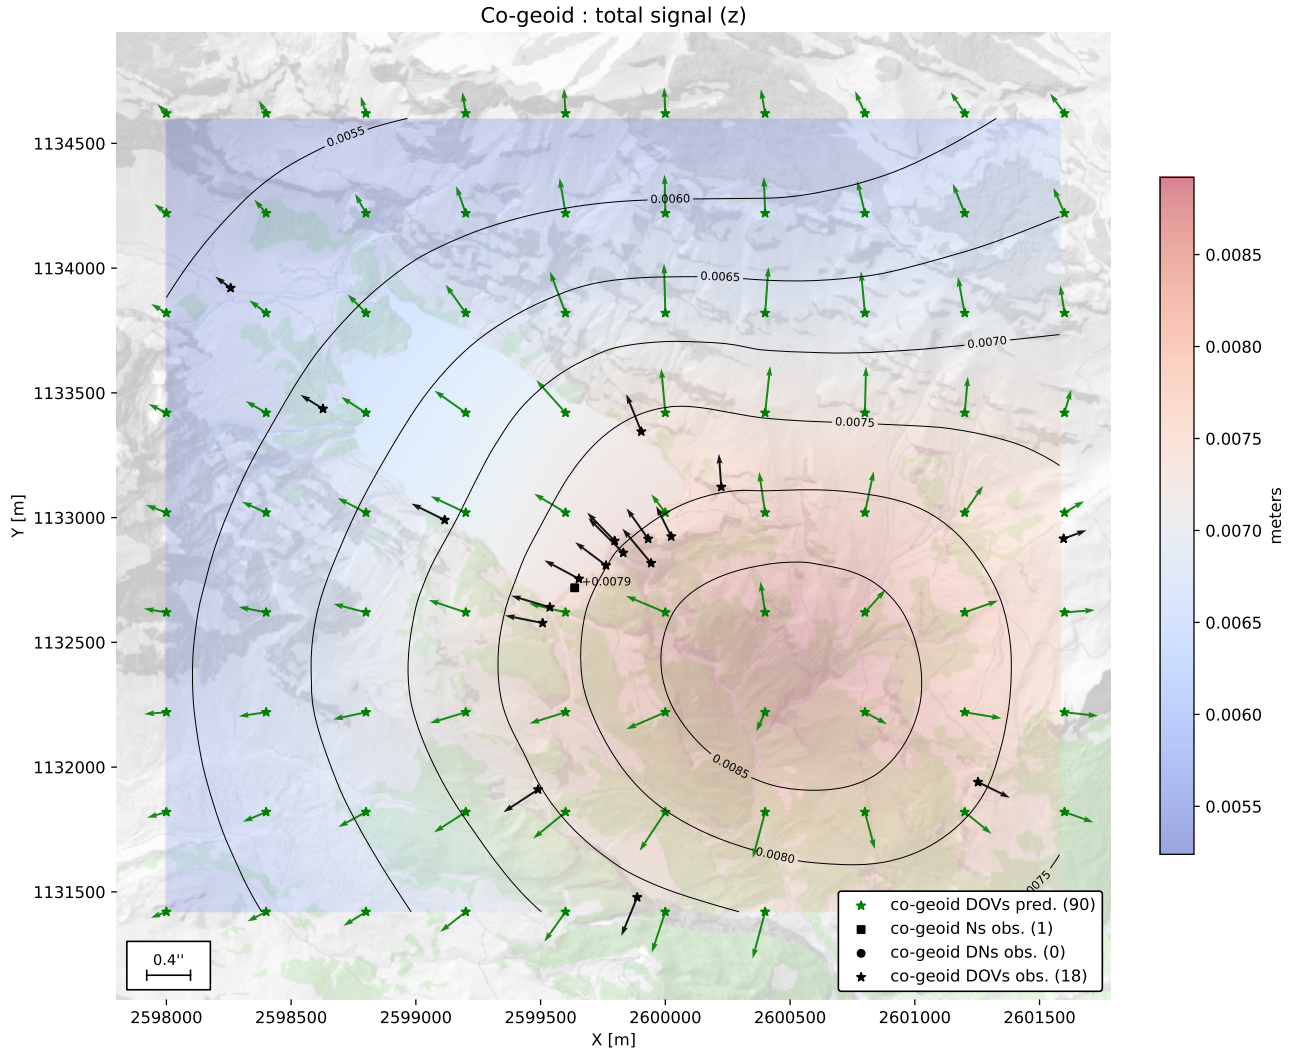 Co-geoid : total signal (z)
1134500
1134000
1133500
1133000
1132500
1132000
1131500
Y [m]
0.0055
0.0060
0.0065
0.0070
0.0075
+0.0079
0.0085
0.0080
0.4''
co-geoid DOVs pred. (90)
co-geoid Ns obs. (1)
co-geoid DNs obs. (0)
co-geoid DOVs obs. (18)
2598000 2598500 2599000 2599500 2600000 2600500 2601000 2601500
X [m]
0.0085
0.0080
0.0075
0.0070
0.0065
0.0060
0.0055
meters